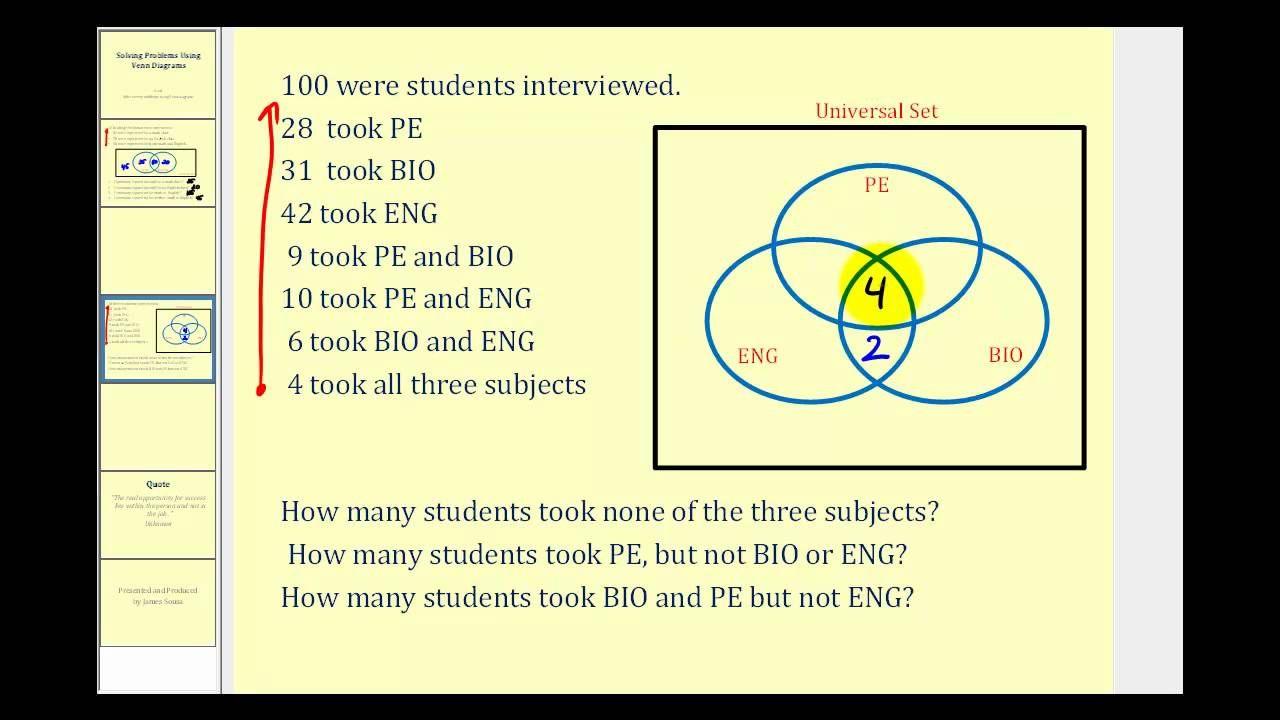 Solving Problems Using
Venn Diagrams
Quote
"The real opportunity for success
lies within the person and not in
the job."
Unknown
Presented and Produced
by James Sousa
100 were students interviewed.
28 took PE
31 took BIO
42 took ENG
9 took PE and BIO
10 took PE and ENG
6 took BIO and ENG
4 took all three subjects
Universal Set
PE
4
2
ENG
BIO
How many students took none of the three subjects?
How many students took PE, but not BIO or ENG?
How many students took BIO and PE but not ENG?